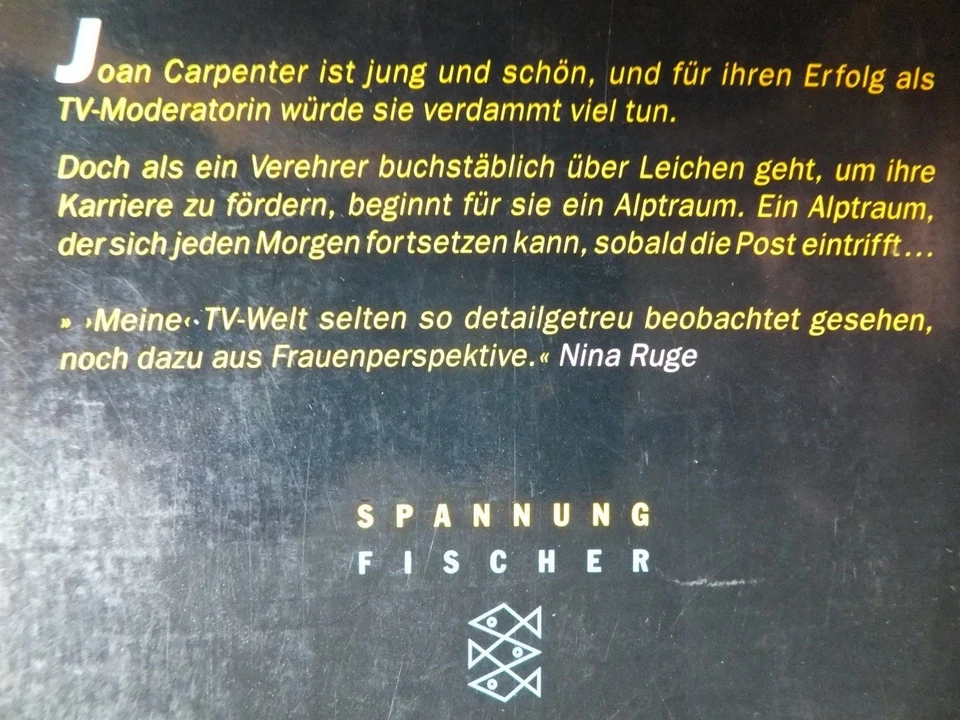 Joan Carpenter ist jung und schön, und für ihren Erfolg als
TV-Moderatorin würde sie verdammt viel tun.
Doch als ein Verehrer buchstäblich über Leichen geht, um ihre
Karriere zu fördern, beginnt für sie ein Alptraum. Ein Alptraum,
der sich jeden Morgen fortsetzen kann, sobald die Post eintrifft...
» ›Meine‹ TV-Welt selten so detailgetreu beobachtet gesehen,
noch dazu aus Frauenperspektive.« Nina Ruge
SPANNUNG
FISCHER